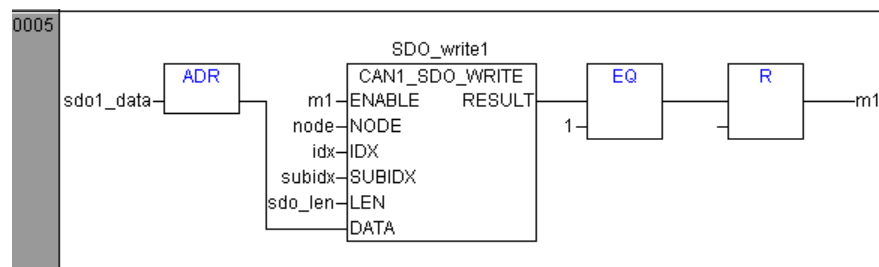 0005
SDO_write1
ADR
CAN1_SDO_WRITE
EQ
R
sdo1_data
m1
ENABLE
RESULT
m1
node
NODE
1
idx
IDX
subidx
SUBIDX
sdo_len
LEN
DATA